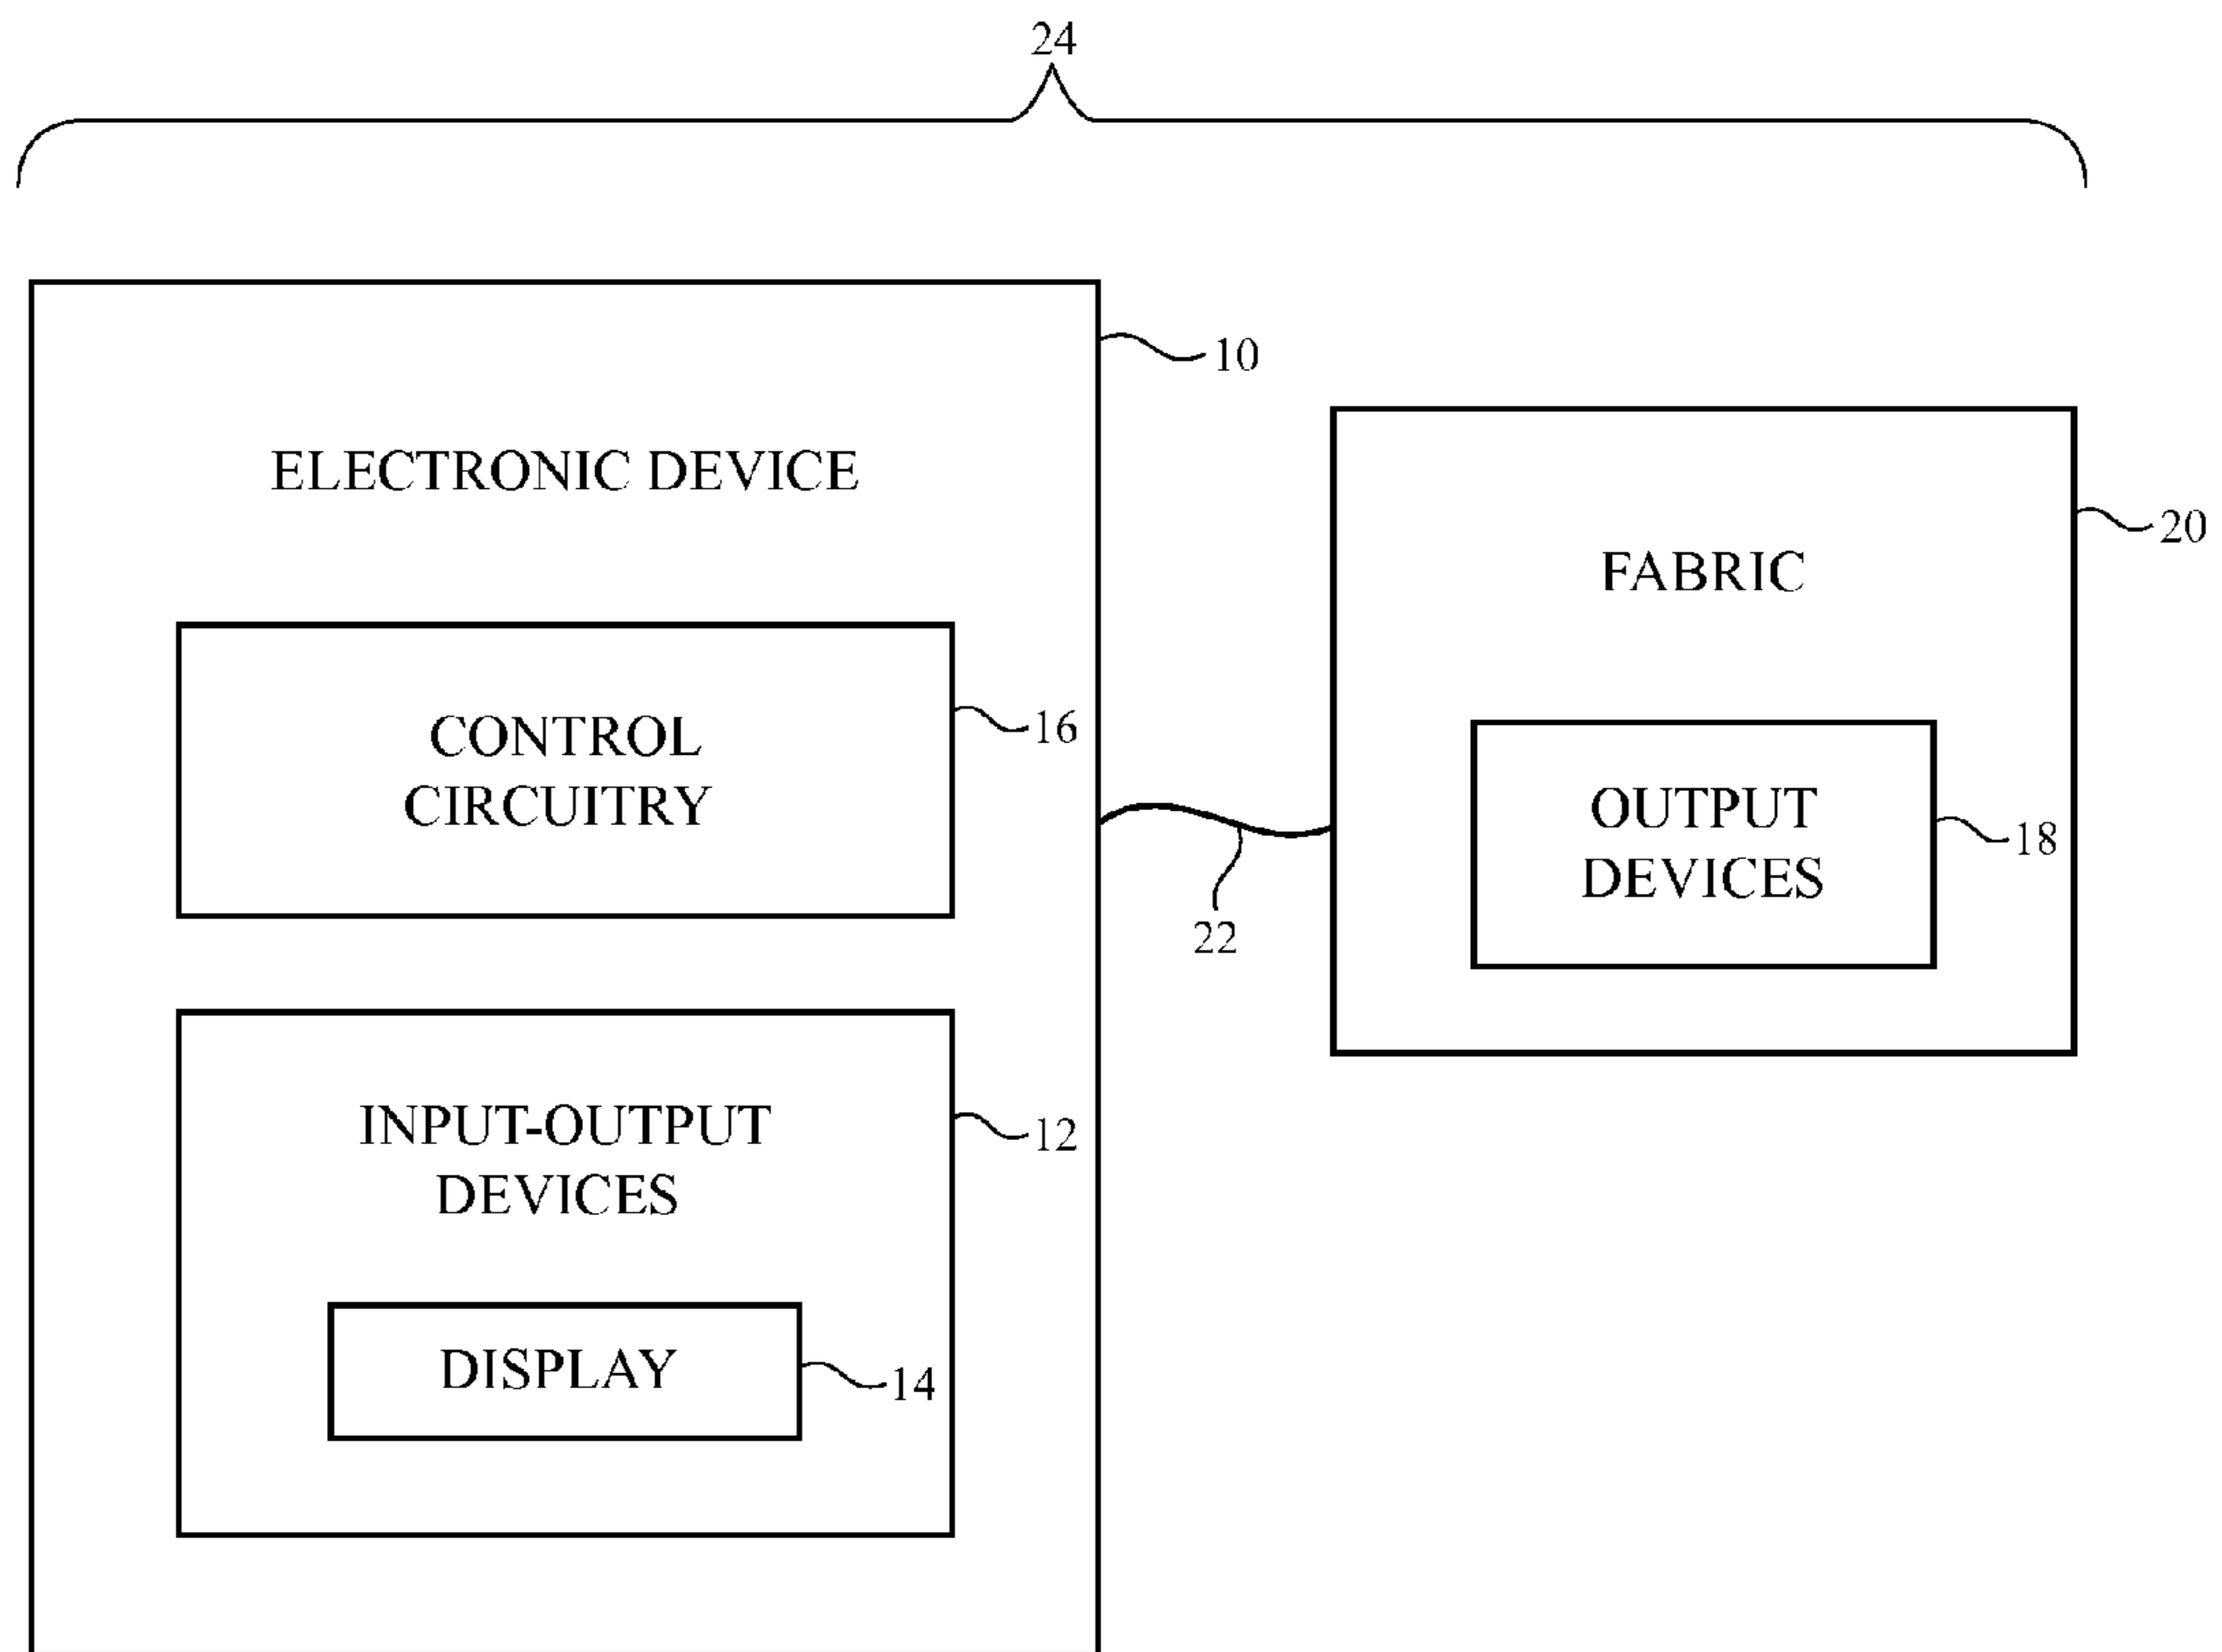 24
10
ELECTRONIC DEVICE
20
FABRIC
CONTROL
CIRCUITRY
16
OUTPUT
DEVICES
18
22
INPUT-OUTPUT
DEVICES
12
DISPLAY
14